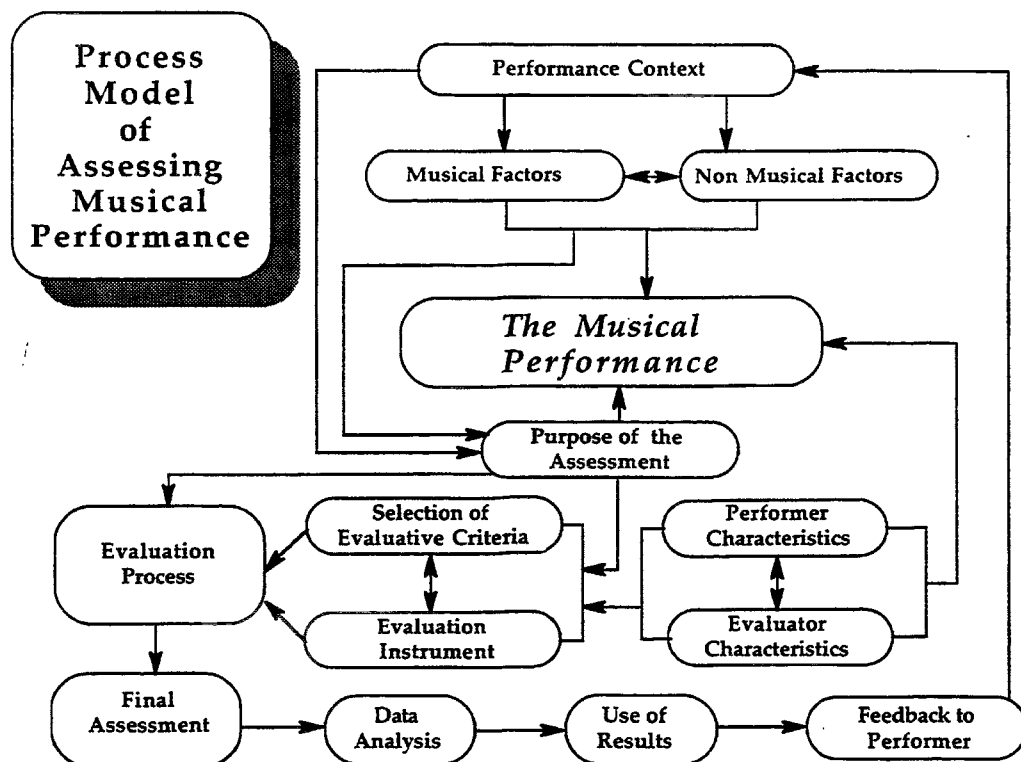 Process
Model
of
Assessing
Musical
Performance
Performance Context
Musical Factors
Non Musical Factors
The Musical
Performance
Purpose of the
Assessment
Evaluation
Process
Selection of
Evaluative Criteria
Evaluation
Instrument
Performer
Characteristics
Evaluator
Characteristics
Final
Assessment
Data
Analysis
Use of
Results
Feedback to
Performer